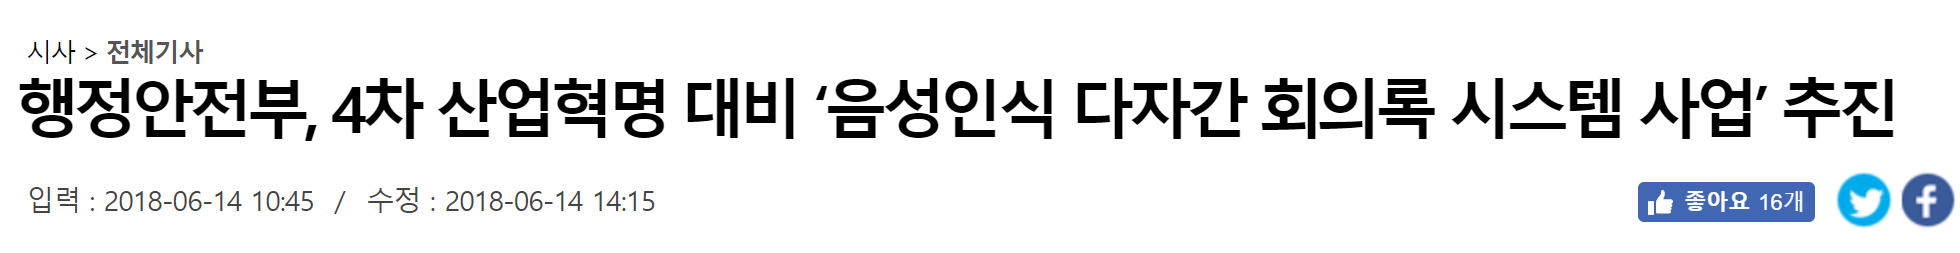 시사 > 전체기사
행정안전부, 4차 산업혁명 대비 ‘음성인식 다자간 회의록 시스템 사업’ 추진
입력 : 2018-06-14 10:45 / 수정 : 2018-06-14 14:15 좋아요 16개